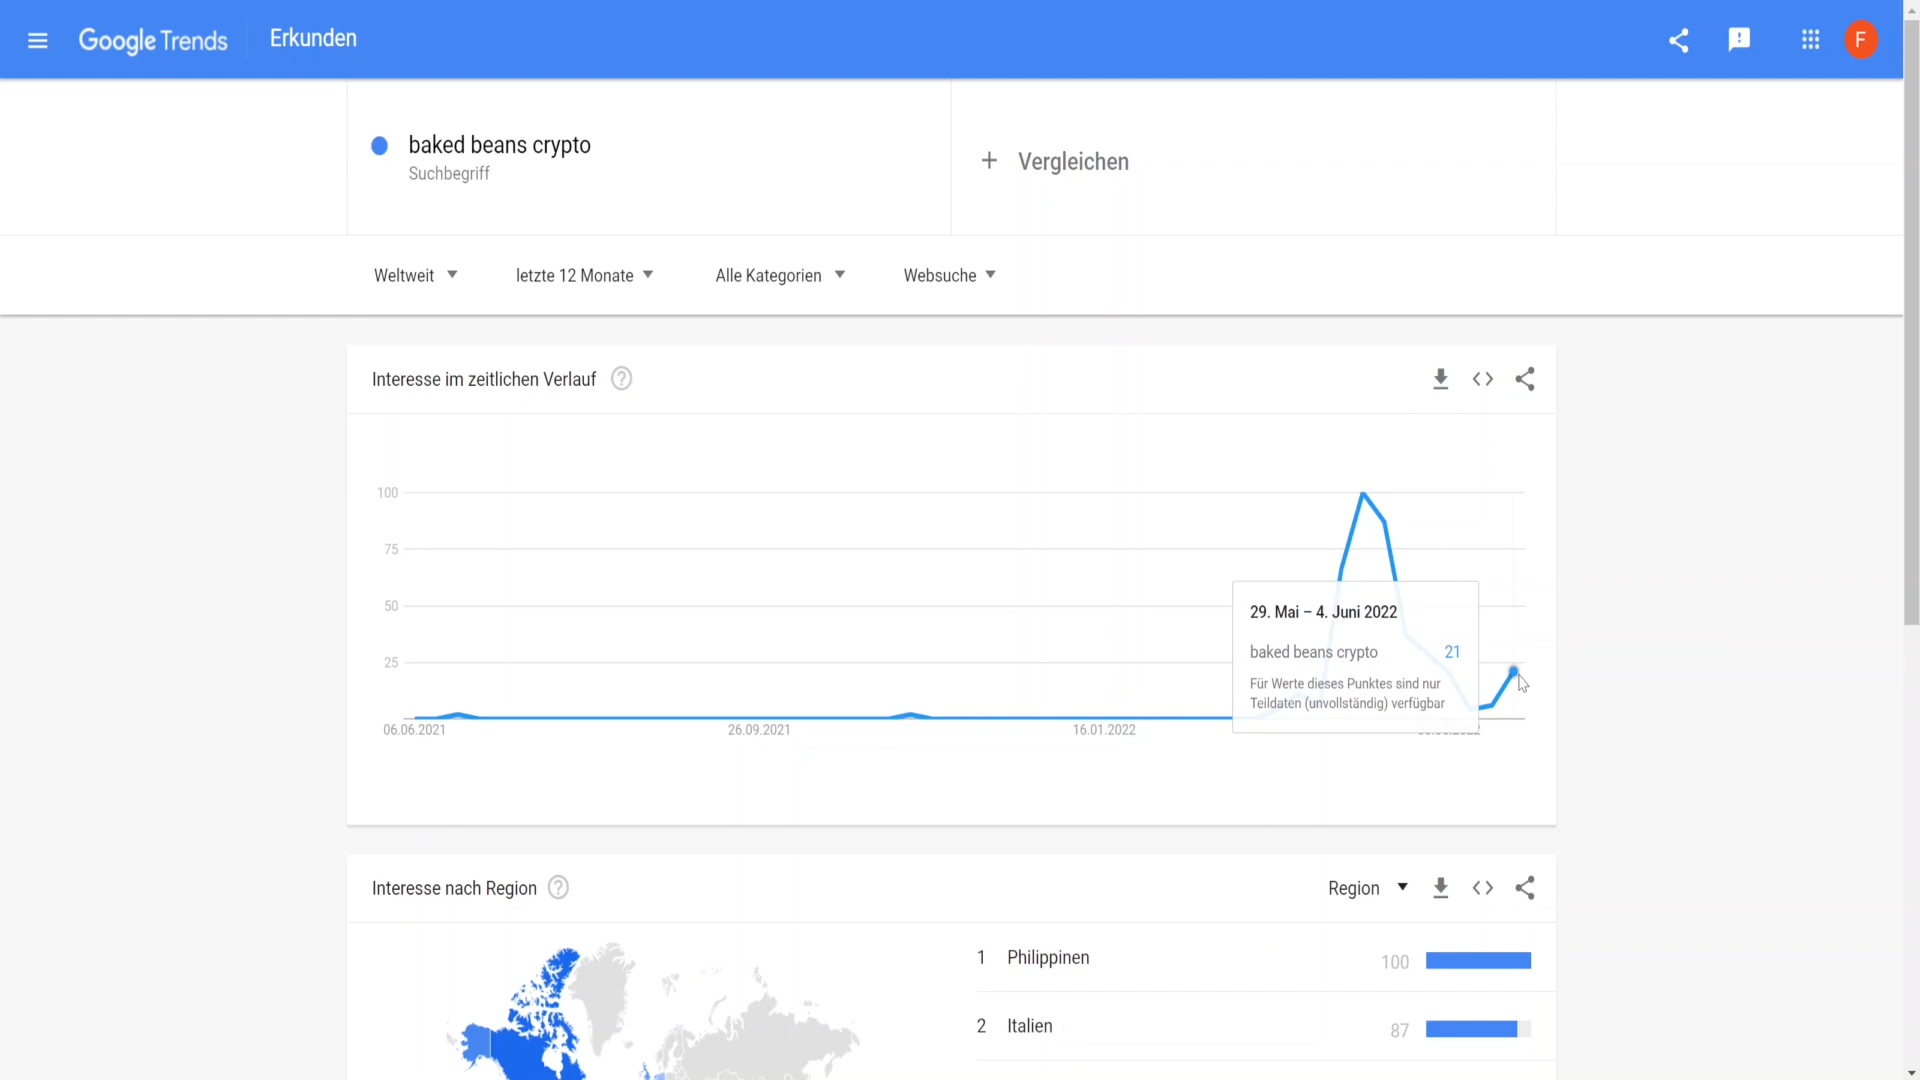 Google Trends
Erkunden
F
baked beans crypto
Suchbegriff
+ Vergleichen
Weltweit
letzte 12 Monate
Alle Kategorien
Websuche
Interesse im zeitlichen Verlauf
100
75
50
25
29. Mai – 4. Juni 2022
baked beans crypto 21
Für Werte dieses Punktes sind nur
Teildaten (unvollständig) verfügbar
06.06.2021
26.09.2021
16.01.2022
Interesse nach Region
Region
1 Philippinen 100
2 Italien 87